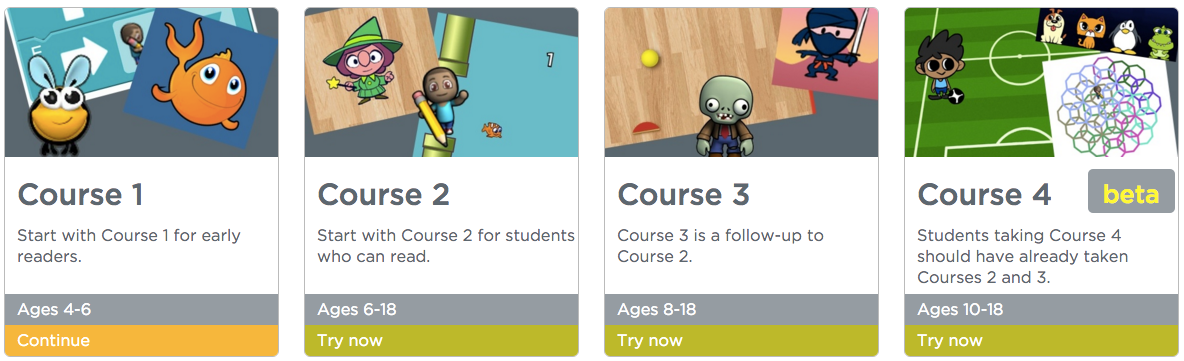 1
Course 1
Start with Course 1 for early
readers.
Ages 4-6
Continue
Course 2
Start with Course 2 for students
who can read.
Ages 6-18
Try now
Course 3
Course 3 is a follow-up to
Course 2.
Ages 8-18
Try now
Course 4
beta
Students taking Course 4
should have already taken
Courses 2 and 3.
Ages 10-18
Try now